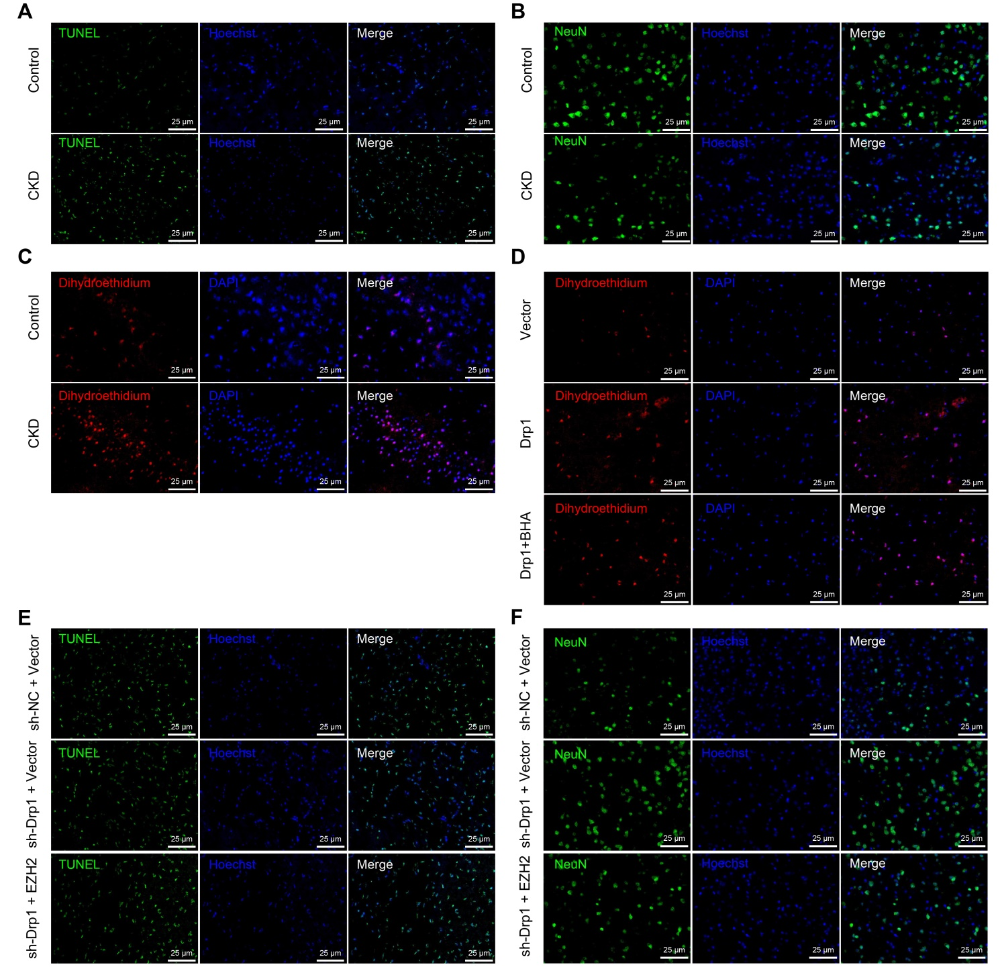 A
Control
TUNEL
Hoechst
Merge
25 µm
25 µm
25 µm
CKD
TUNEL
Hoechst
Merge
25 µm
25 µm
25 µm
B
Control
NeuN
Hoechst
Merge
25 µm
25 µm
25 µm
CKD
NeuN
Hoechst
Merge
25 µm
25 µm
25 µm
C
Control
Dihydroethidium
DAPI
Merge
25 µm
25 µm
25 µm
CKD
Dihydroethidium
DAPI
Merge
25 µm
25 µm
25 µm
D
Vector
Dihydroethidium
DAPI
Merge
25 µm
25 µm
25 µm
Drp1
Dihydroethidium
DAPI
Merge
25 µm
25 µm
25 µm
Drp1+BHA
Dihydroethidium
DAPI
Merge
25 µm
25 µm
25 µm
E
sh-NC + Vector
TUNEL
Hoechst
Merge
25 µm
25 µm
25 µm
sh-Drp1 + Vector
TUNEL
Hoechst
Merge
25 µm
25 µm
25 µm
sh-Drp1 + EZH2
TUNEL
Hoechst
Merge
25 µm
25 µm
25 µm
F
sh-NC + Vector
NeuN
Hoechst
Merge
25 µm
25 µm
25 µm
sh-Drp1 + Vector
NeuN
Hoechst
Merge
25 µm
25 µm
25 µm
sh-Drp1 + EZH2
NeuN
Hoechst
Merge
25 µm
25 µm
25 µm